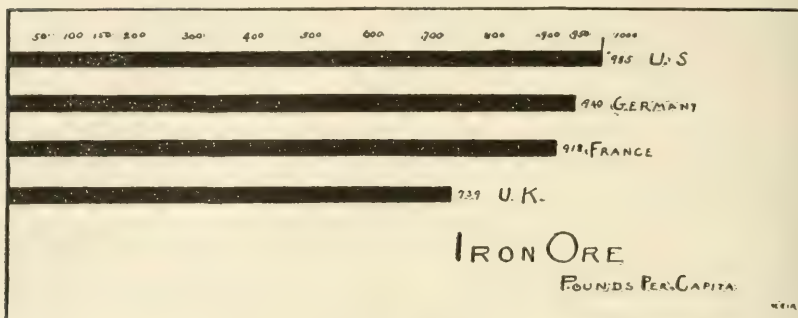 50 100 150 200 300 400 500 600 700 800 900 950 1000
985 U.S
940 GERMANY
918 FRANCE
739 U.K.
IRON ORE
POUNDS PER CAPITA